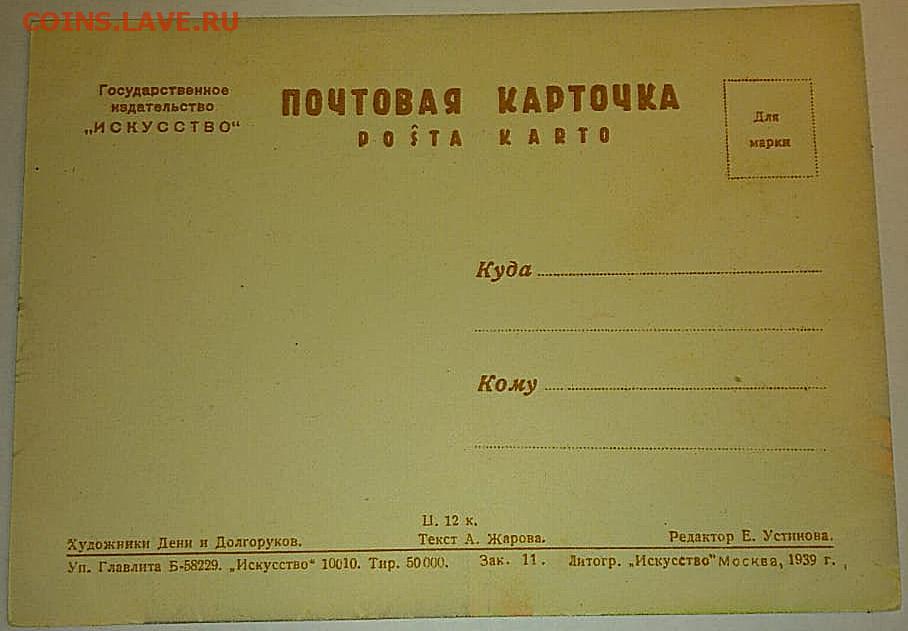 COINS.LAVE.RU
Государственное
издательство
„ИСКУССТВО“
ПОЧТОВАЯ КАРТОЧКА
POŜTA KARTO
Для
марки
Куда
Кому
Ц. 12 к.
Художники Дени и Долгоруков. Текст А. Жарова. Редактор Е. Устинова.
Уп. Главлита Б-58229. „Искусство“ 10010. Тир. 50000. Зак. 11. Литогр. „Искусство" Москва, 1939 г.